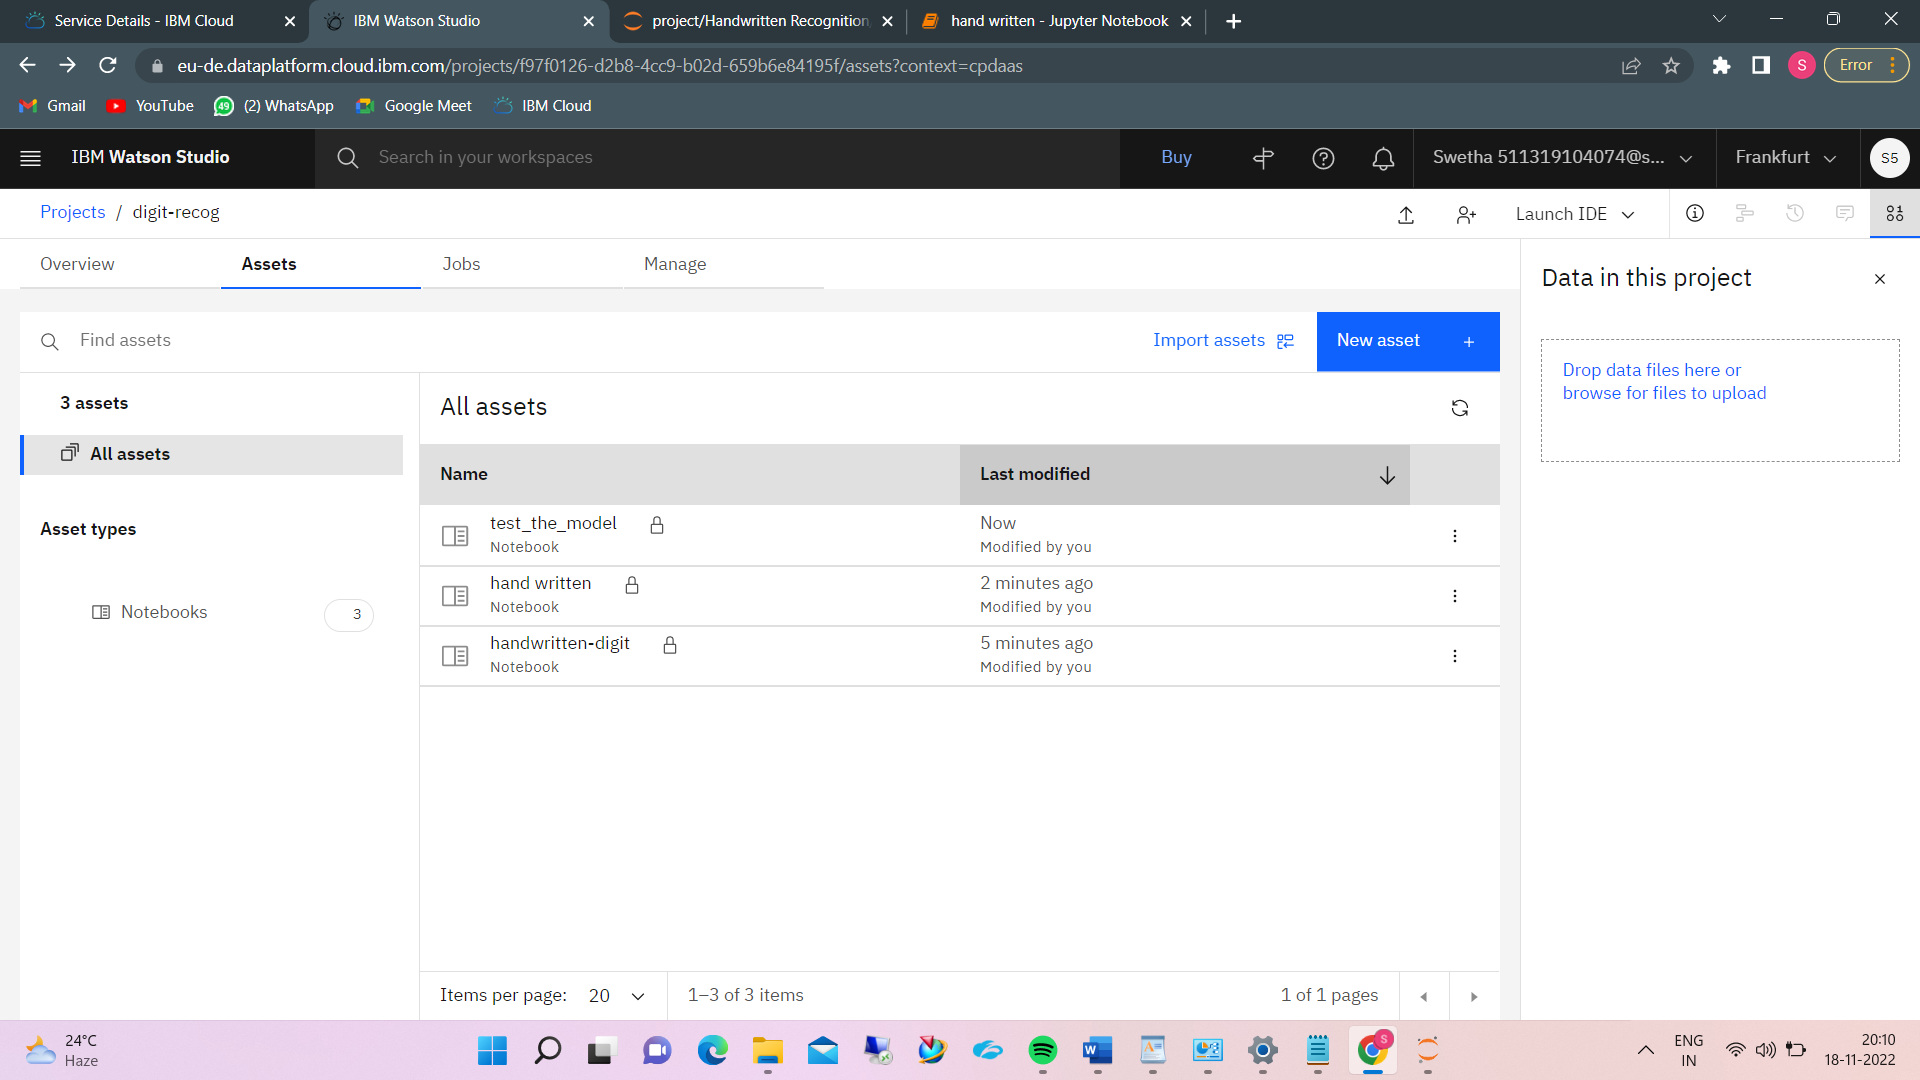 Service Details - IBM Cloud
IBM Watson Studio
project/Handwritten Recognition
hand written - Jupyter Notebook
eu-de.dataplatform.cloud.ibm.com/projects/f97f0126-d2b8-4cc9-b02d-659b6e84195f/assets?context=cpdaas
S
Error
Gmail
YouTube
49
(2) WhatsApp
Google Meet
IBM Cloud
IBM Watson Studio
Search in your workspaces
Buy
Swetha 511319104074@s...
Frankfurt
S5
Projects / digit-recog
Launch IDE
Overview
Assets
Jobs
Manage
Data in this project
Find assets
Import assets
New asset +
Drop data files here or
browse for files to upload
3 assets
All assets
All assets
Asset types
Notebooks
3
Name
Last modified
test_the_model
Notebook
Now
Modified by you
hand written
Notebook
2 minutes ago
Modified by you
handwritten-digit
Notebook
5 minutes ago
Modified by you
Items per page: 20
1–3 of 3 items
1 of 1 pages
24°C
Haze
W
S
ENG
IN
20:10
18-11-2022